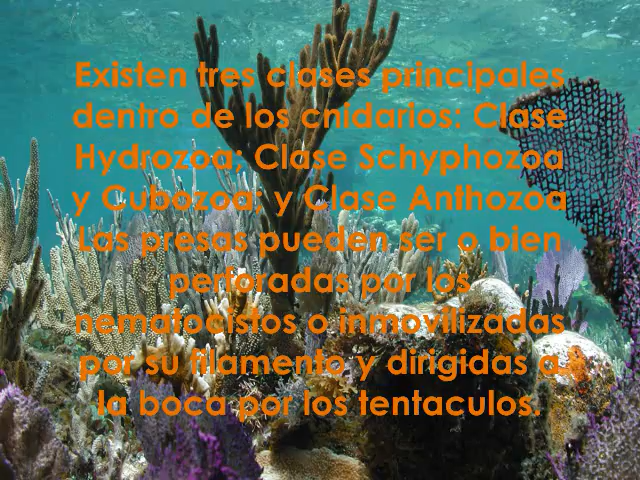 Existen tres clases principales
dentro de los cnidarios: Clase
Hydrozoa; Clase Schyphozoa
y Cubozoa; y Clase Anthozoa
Las presas pueden ser o bien
perforadas por los
nematocistos o inmovilizadas
por su filamento y dirigidas a
la boca por los tentaculos.